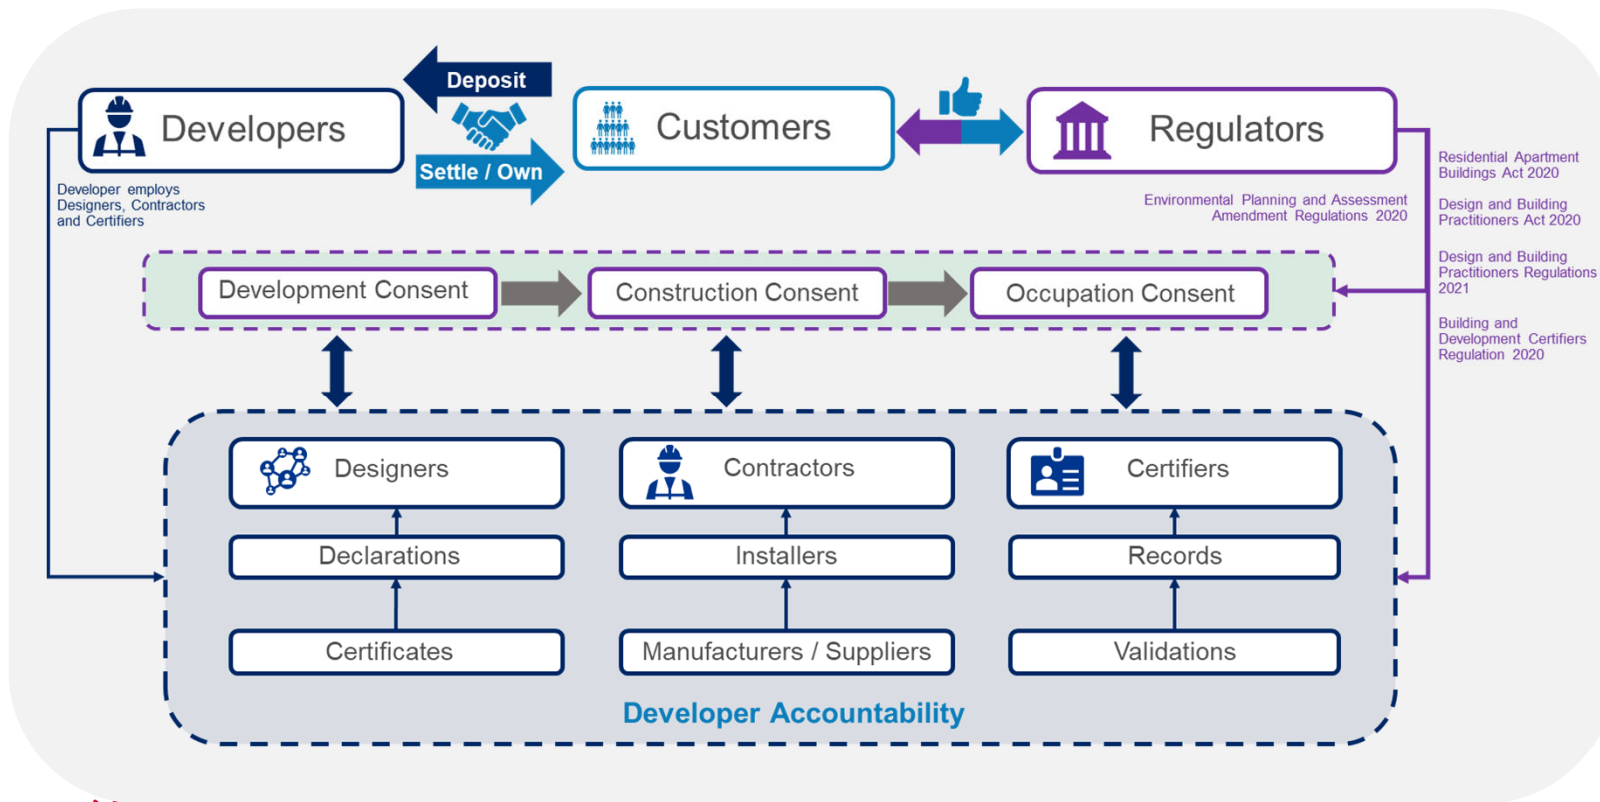 Deposit
Developers
Customers
Regulators
Settle / Own
Developer employs
Designers, Contractors
and Certifiers
Environmental Planning and Assessment
Amendment Regulations 2020
Residential Apartment
Buildings Act 2020
Design and Building
Practitioners Act 2020
Design and Building
Practitioners Regulations
2021
Building and
Development Certifiers
Regulation 2020
Development Consent
Construction Consent
Occupation Consent
Designers
Contractors
Certifiers
Declarations
Installers
Records
Certificates
Manufacturers / Suppliers
Validations
Developer Accountability